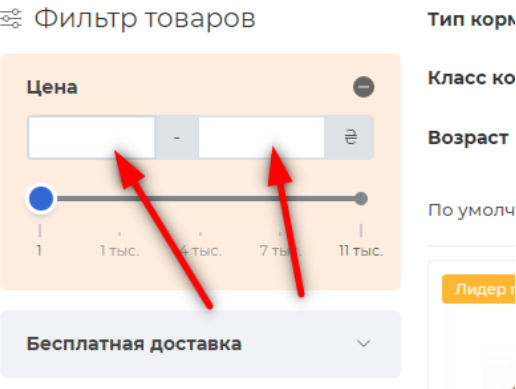 Фильтр товаров
Цена
- ₴
1 1 тыс. 4 тыс. 7 тыс. 11 тыс.
Бесплатная доставка
Тип корм
Класс ко
Возраст
По умолч
Лидер п